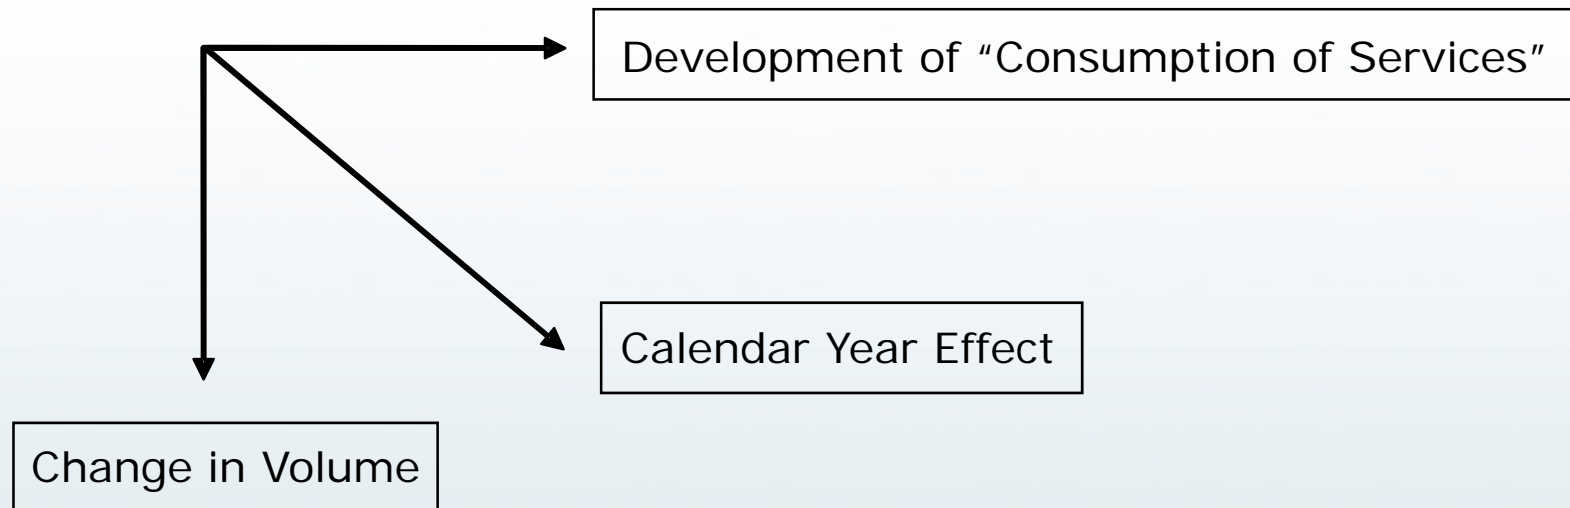 Development of “Consumption of Services”
Calendar Year Effect
Change in Volume